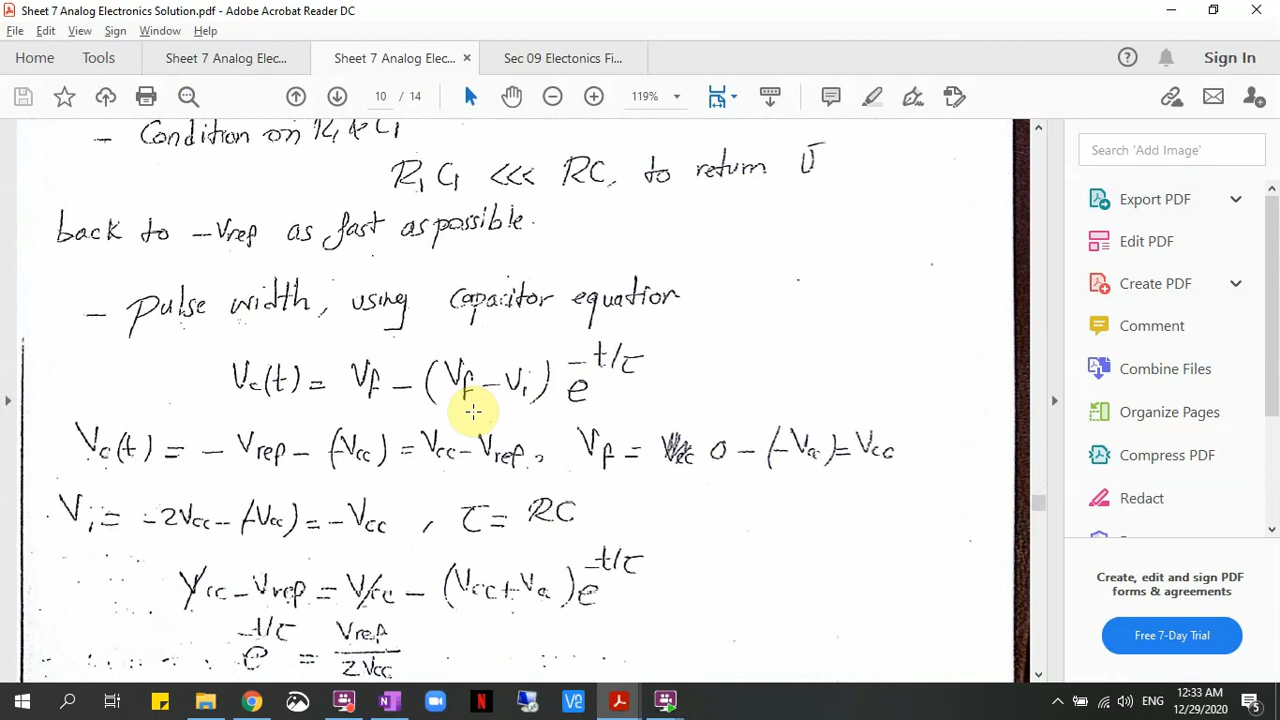 Sheet 7 Analog Electronics Solution.pdf - Adobe Acrobat Reader DC
File Edit View Sign Window Help
Home Tools Sheet 7 Analog Elec... Sheet 7 Analog Elec... × Sec 09 Electonics Fi... Sign In
10 / 14 119%
- Condition on R1 & C1
R1 C1 <<< RC, to return
back to -Vref as fast as possible.
- pulse width, using capacitor equation
Vc(t) = Vf - (Vf - Vi) e^-t/τ
Vc(t) = - Vref - (-Vcc) = Vcc - Vref, Vf = 0 - (-Vcc) = Vcc
Vi = -2Vcc - (-Vcc) = -Vcc , τ = RC
Vcc - Vref = Vcc - (Vcc + Vcc) e^-t/τ
e^-t/τ = Vref / 2Vcc
Search 'Add Image'
Export PDF
Edit PDF
Create PDF
Comment
Combine Files
Organize Pages
Compress PDF
Redact
Create, edit and sign PDF
forms & agreements
Free 7-Day Trial
ENG
12:33 AM
12/29/2020
5